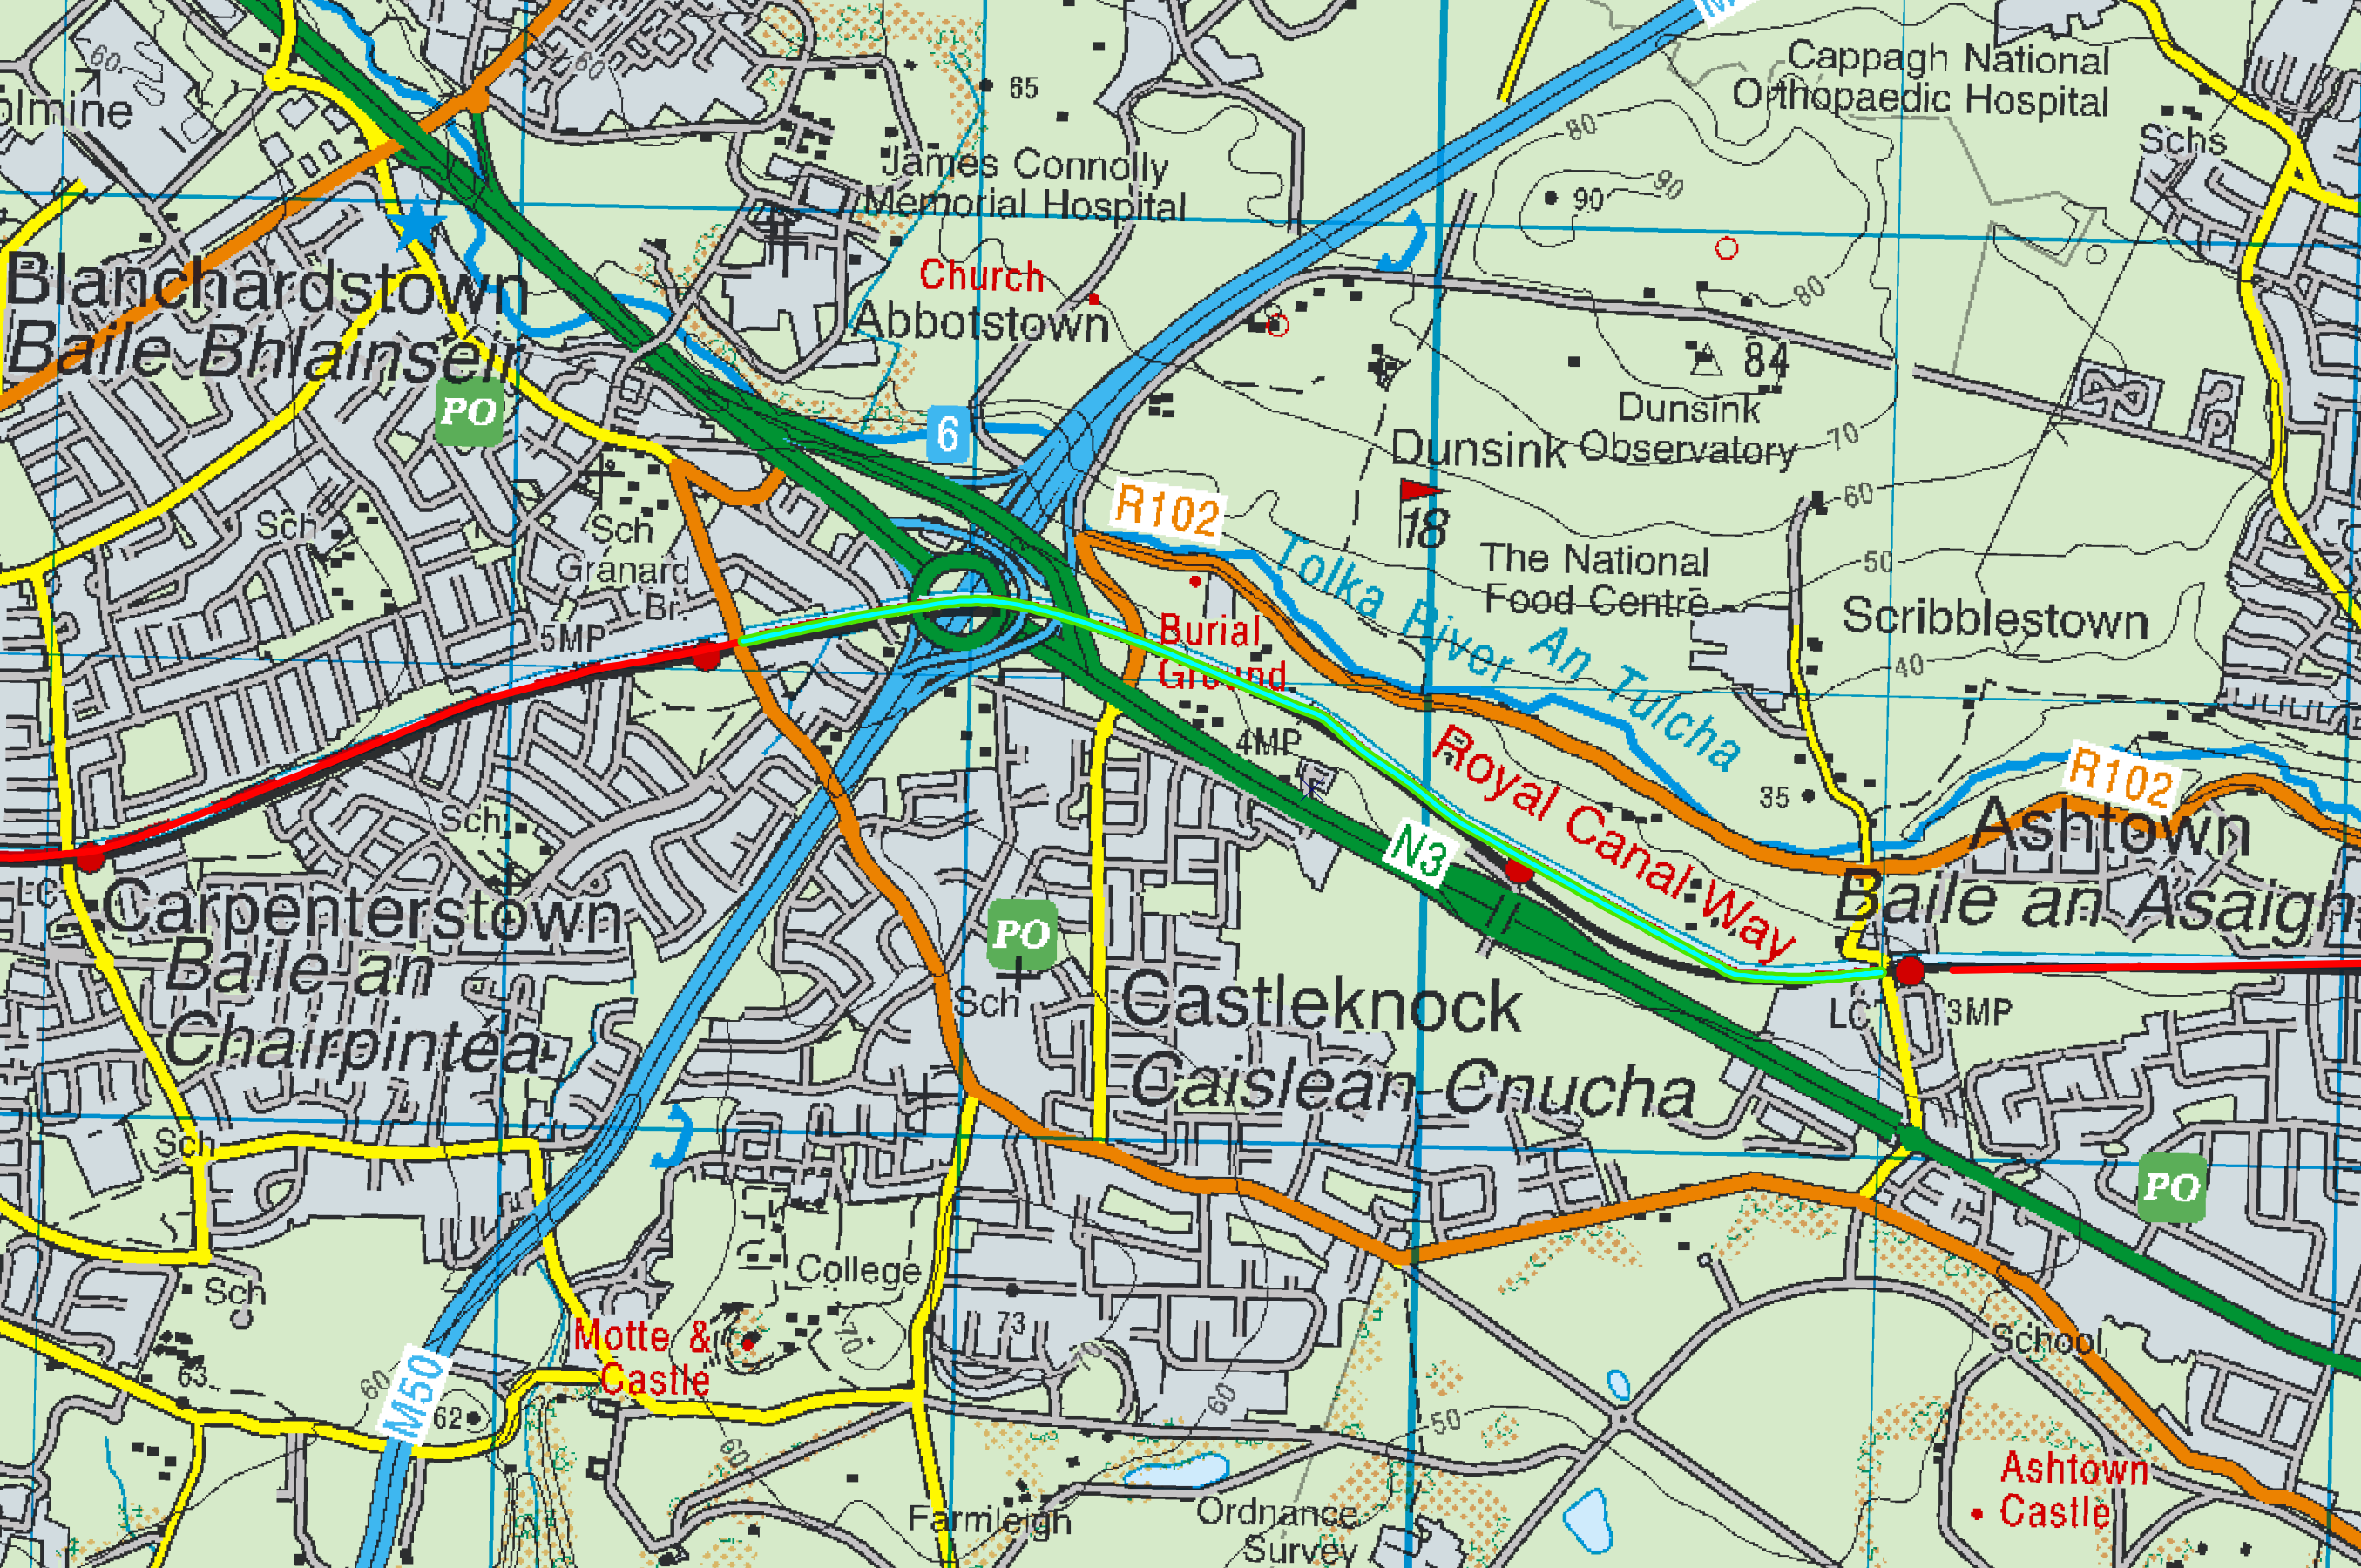 60
60
65
Cappagh National
Orthopaedic Hospital
Schs
80
James Connolly
Memorial Hospital
90
90
80
Church
Abbotstown
Blanchardstown
Baile Bhlainséir
PO
6
84
Dunsink
Observatory
Dunsink
70
60
R102
18
Sch
Sch
Granard
Br.
5MP
The National
Food Centre
50
Tolka River An Tulcha
Scribblestown
40
Burial
Ground
4MP
Royal Canal Way
35
R102
Ashtown
Baile an Asaigh
N3
Sch
LC
Carpenterstown
Baile an
Chairpintéa
PO
Sch
Castleknock
Caisleán Cnucha
LC
3MP
Sch
PO
Sch
College
73
70
70
Motte &
Castle
School
63
60
M50
62
60
60
50
Farmleigh
Ordnance
Survey
Ashtown
Castle